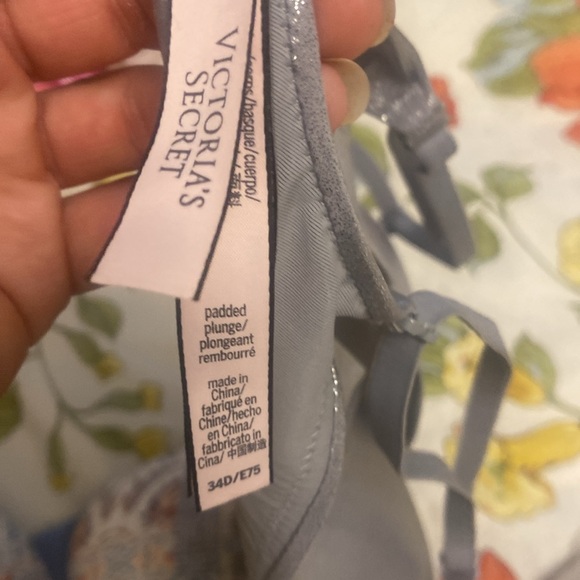 VICTORIA'S
SECRET
/basque/cuerpo/
padded
plunge/
plongeant
rembourré
made in
China/
fabriqué en
Chine/hecho
en China/
fabbricato in
Cina/中国制造
34D/E75